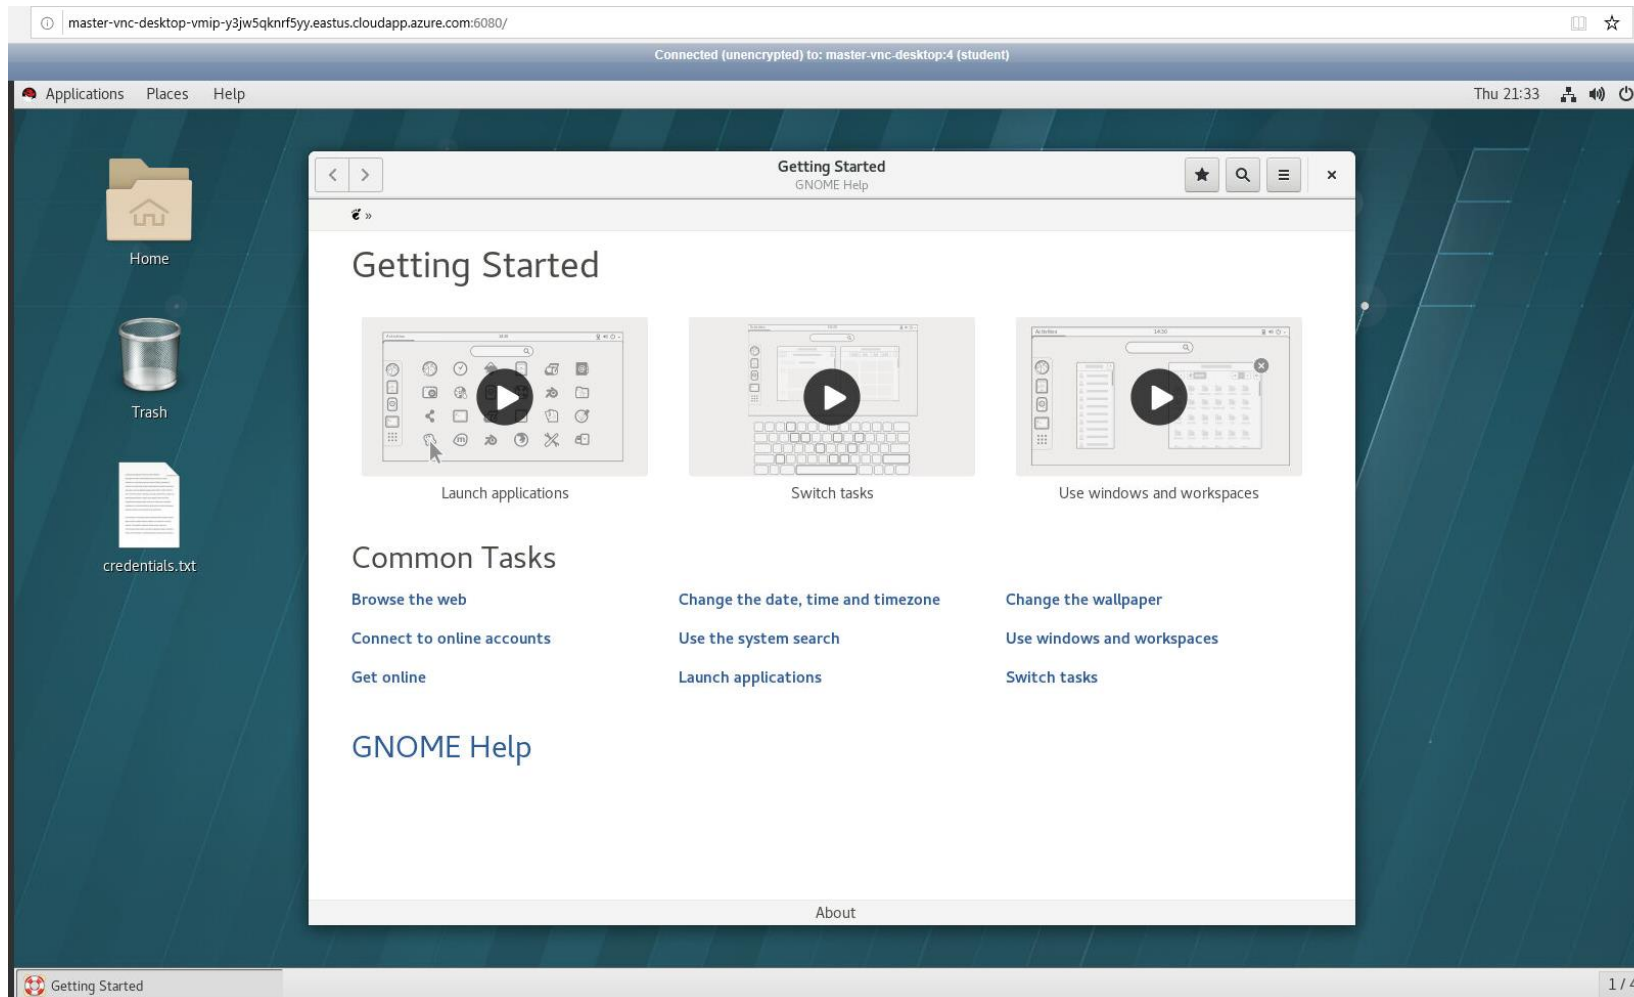 master-vnc-desktop-vmip-y3jw5qknrf5yy.eastus.cloudapp.azure.com:6080/
Connected (unencrypted) to: master-vnc-desktop:4 (student)
Applications Places Help Thu 21:33
Getting Started
GNOME Help
»
Home
Trash
credentials.txt
Getting Started
Launch applications Switch tasks Use windows and workspaces
Common Tasks
Browse the web Change the date, time and timezone Change the wallpaper
Connect to online accounts Use the system search Use windows and workspaces
Get online Launch applications Switch tasks
GNOME Help
About
Getting Started 1 / 4